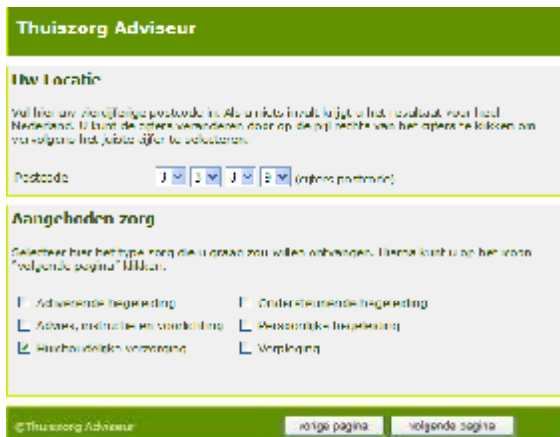 Thuiszorg Adviseur
Uw Locatie
Vul hier uw viercijferige postcode in. Als u niets invult krijgt u het resultaat voor heel
Nederland. U kunt de cijfers veranderen door op de pijl rechts van het cijfers te klikken om
vervolgens het juiste cijfer te selecteren.
Postcode (cijfers postcode)
Aangeboden zorg
Selecteer hier het type zorg die u graag zou willen ontvangen. Hierna kunt u op het icoon
"volgende pagina" klikken.
Activerende begeleiding Ondersteunende begeleiding
Advies, instructie en voorlichting Persoonlijke begeleiding
Huishoudelijke verzorging Verpleging
©Thuiszorg Adviseur vorige pagina volgende pagina